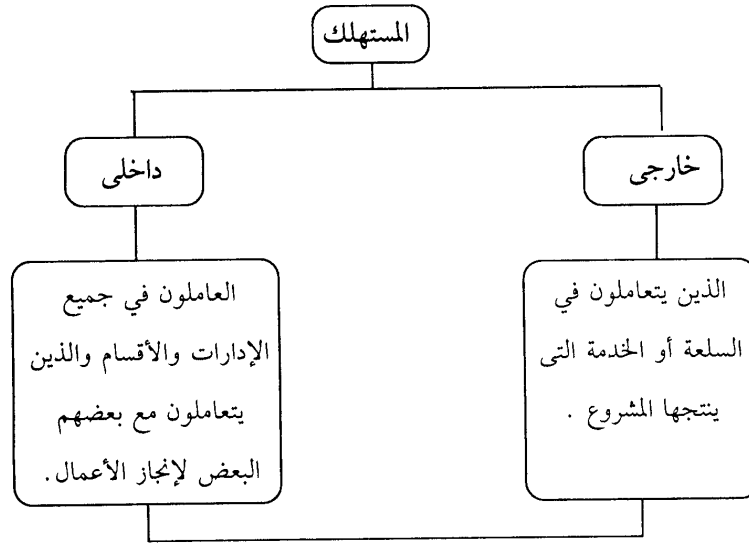 المستهلك
خارجى
داخلى
الذين يتعاملون في
السلعة أو الخدمة التى
ينتجها المشروع .
العاملون في جميع
الإدارات والأقسام والذين
يتعاملون مع بعضهم
البعض لإنجاز الأعمال .